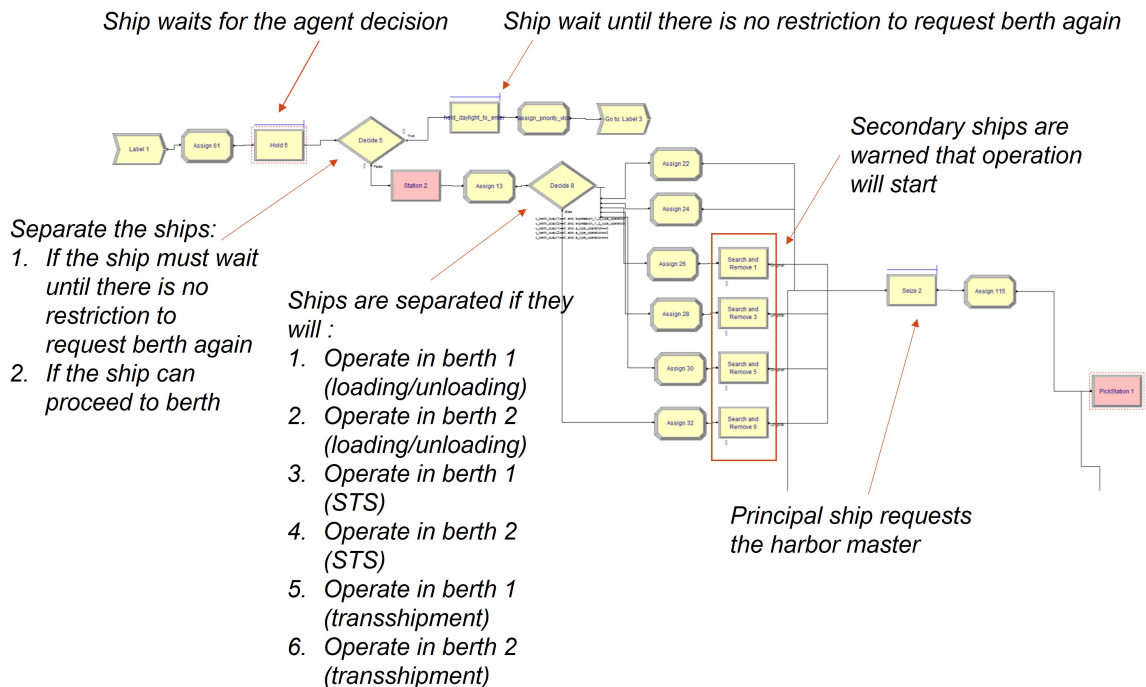 Ship waits for the agent decision
Ship wait until there is no restriction to request berth again
hold_daylight_to_enter
assign_priority_vlcc
Go to: Label 3
Label 1
Assign 61
Hold 5
Decide 5
True
False
Station 2
Assign 13
Decide 8
Else
Assign 22
Assign 24
Assign 26
Assign 28
Assign 30
Assign 32
Search and
Remove 1
Original
Search and
Remove 3
Original
Search and
Remove 5
Original
Search and
Remove 6
Original
Secondary ships are
warned that operation
will start
Seize 2
Assign 115
PickStation 1
Separate the ships:
1. If the ship must wait
until there is no
restriction to
request berth again
2. If the ship can
proceed to berth
Ships are separated if they
will :
1. Operate in berth 1
(loading/unloading)
2. Operate in berth 2
(loading/unloading)
3. Operate in berth 1
(STS)
4. Operate in berth 2
(STS)
5. Operate in berth 1
(transshipment)
6. Operate in berth 2
(transshipment)
Principal ship requests
the harbor master